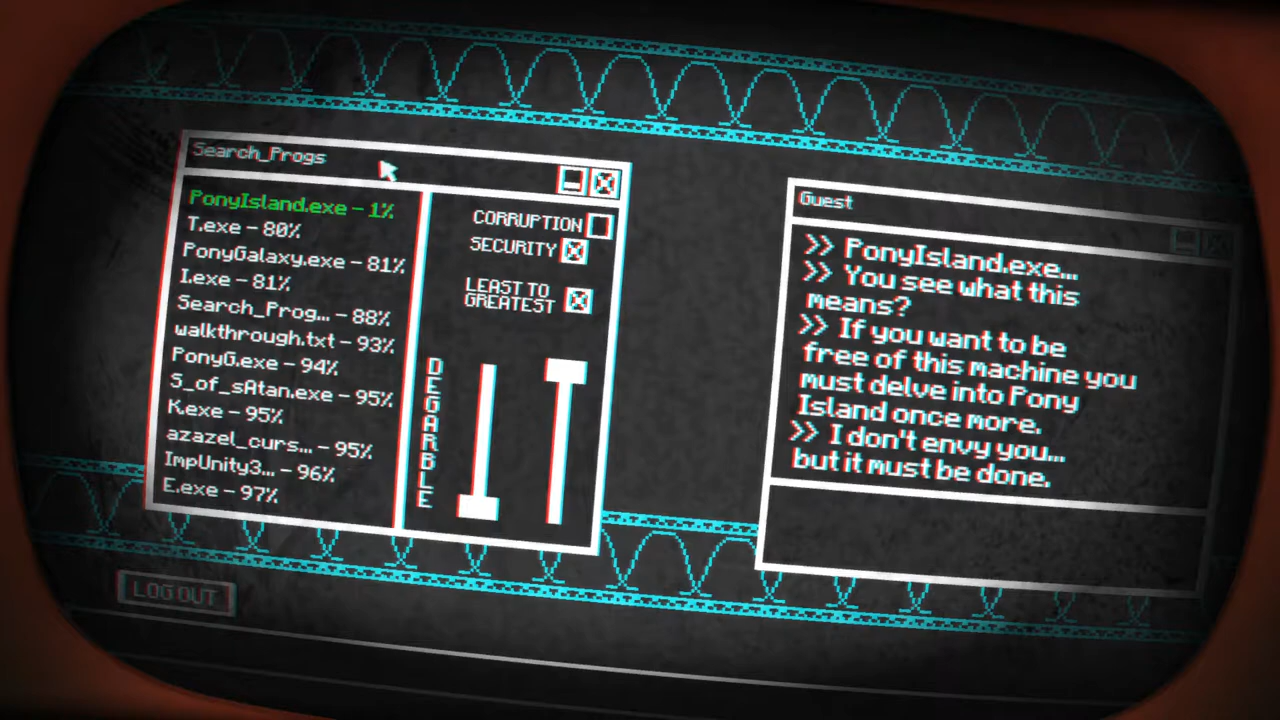 Search_Progs
PonyIsland.exe - 1%
T.exe - 80%
PonyGalaxy.exe - 81%
I.exe - 81%
Search_Prog... - 88%
walkthrough.txt - 93%
PonyG.exe - 94%
S_of_sAtan.exe - 95%
K.exe - 95%
azazel_curs... - 95%
ImpUnity3... - 96%
E.exe - 97%
CORRUPTION
SECURITY
LEAST TO
GREATEST
DEGARBLE
Guest
>> PonyIsland.exe...
>> You see what this
means?
>> If you want to be
free of this machine you
must delve into Pony
Island once more.
>> I don't envy you...
but it must be done.
LOG OUT